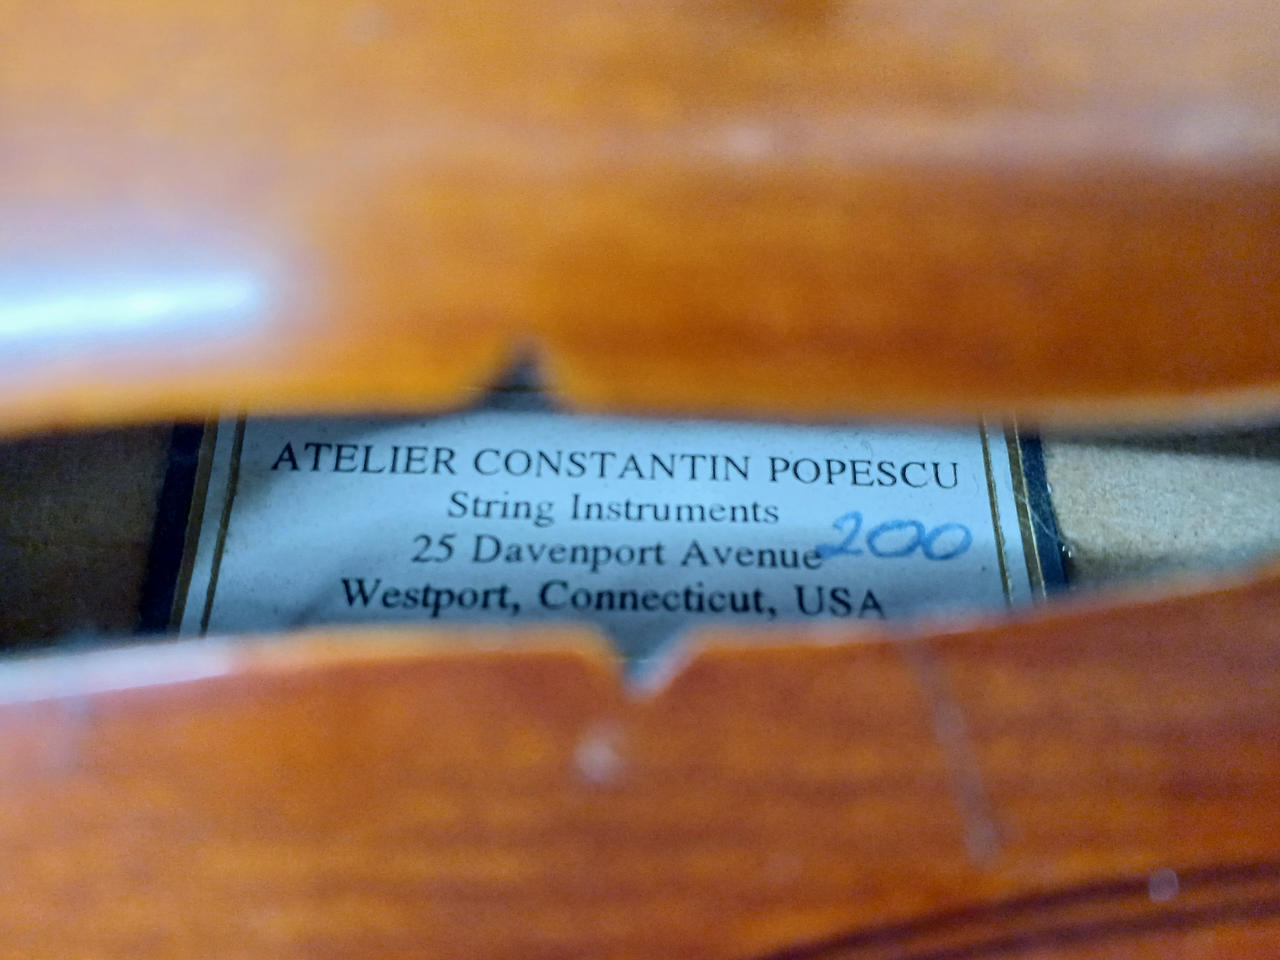 ATELIER CONSTANTIN POPESCU
String Instruments
25 Davenport Avenue 200
Westport, Connecticut, USA